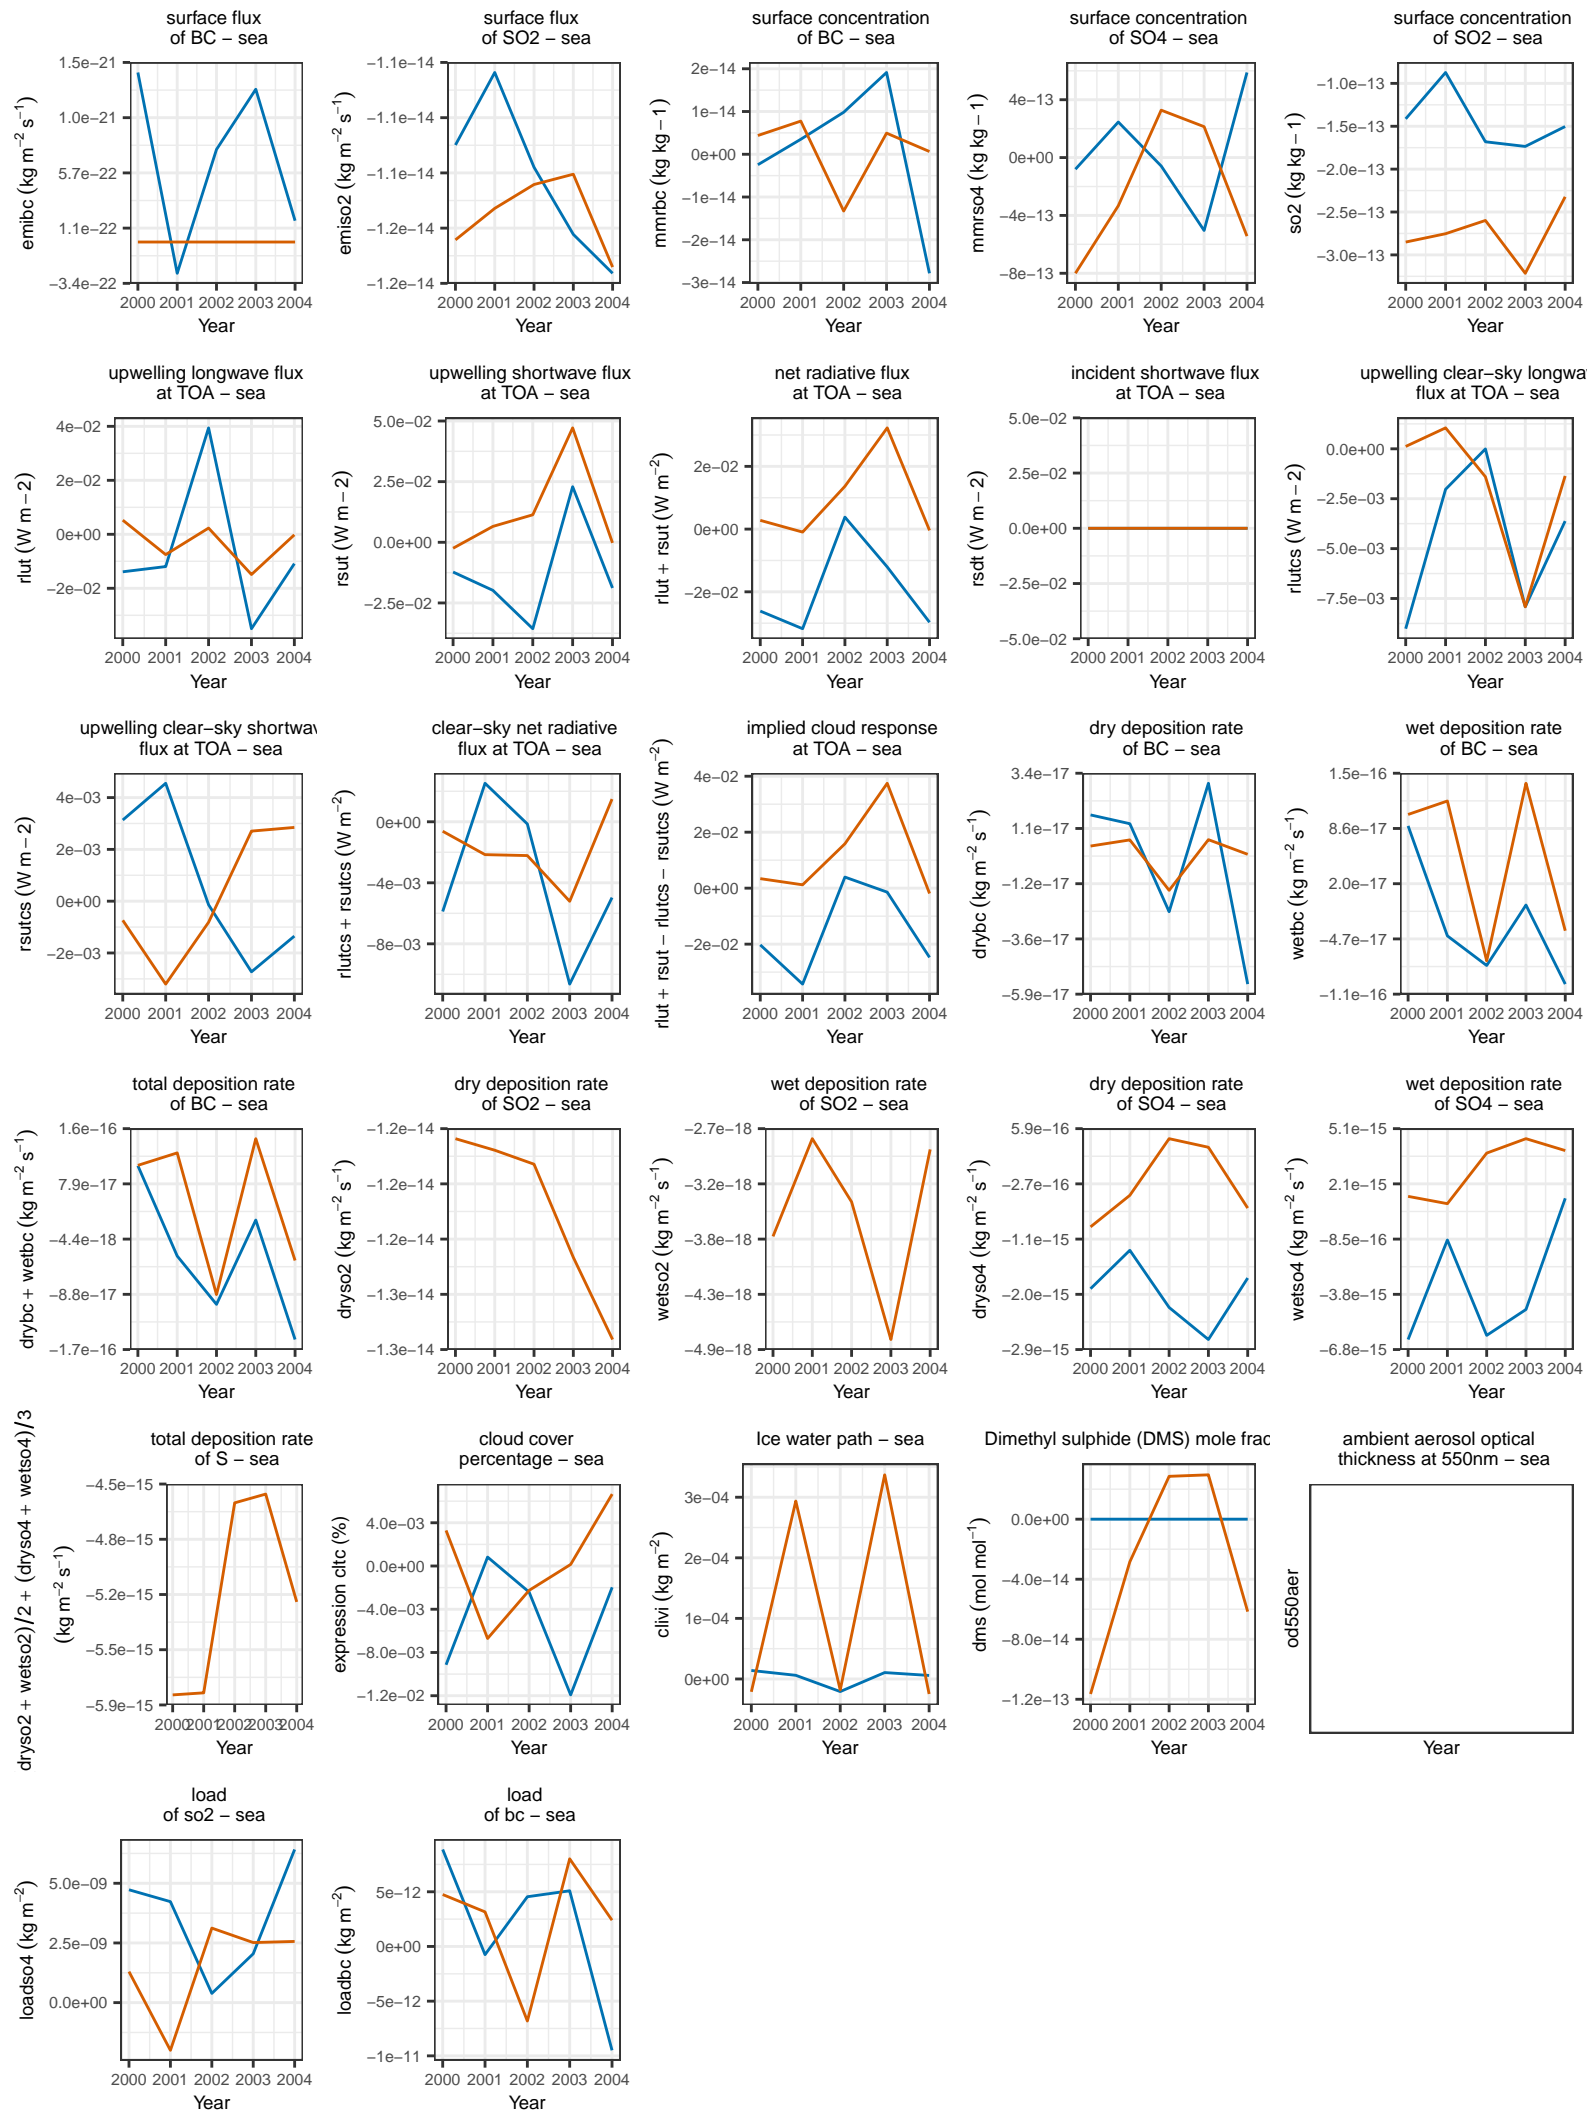 surface flux
of BC − sea
emibc (kg m−2 s−1)
1.5e−21
1.0e−21
5.7e−22
1.1e−22
−3.4e−22
2000 2001 2002 2003 2004
Year
surface flux
of SO2 − sea
emiso2 (kg m−2 s−1)
−1.1e−14
−1.1e−14
−1.1e−14
−1.2e−14
−1.2e−14
2000 2001 2002 2003 2004
Year
surface concentration
of BC − sea
mmrbc (kg kg − 1)
2e−14
1e−14
0e+00
−1e−14
−2e−14
−3e−14
2000 2001 2002 2003 2004
Year
surface concentration
of SO4 − sea
mmrso4 (kg kg − 1)
4e−13
0e+00
−4e−13
−8e−13
2000 2001 2002 2003 2004
Year
surface concentration
of SO2 − sea
so2 (kg kg − 1)
−1.0e−13
−1.5e−13
−2.0e−13
−2.5e−13
−3.0e−13
2000 2001 2002 2003 2004
Year
upwelling longwave flux
at TOA − sea
rlut (W m − 2)
4e−02
2e−02
0e+00
−2e−02
2000 2001 2002 2003 2004
Year
upwelling shortwave flux
at TOA − sea
rsut (W m − 2)
5.0e−02
2.5e−02
0.0e+00
−2.5e−02
2000 2001 2002 2003 2004
Year
net radiative flux
at TOA − sea
rlut + rsut (W m−2)
2e−02
0e+00
−2e−02
2000 2001 2002 2003 2004
Year
incident shortwave flux
at TOA − sea
rsdt (W m − 2)
5.0e−02
2.5e−02
0.0e+00
−2.5e−02
−5.0e−02
2000 2001 2002 2003 2004
Year
upwelling clear−sky longwa
flux at TOA − sea
rlutcs (W m − 2)
0.0e+00
−2.5e−03
−5.0e−03
−7.5e−03
2000 2001 2002 2003 2004
Year
upwelling clear−sky shortwav
flux at TOA − sea
rsutcs (W m − 2)
4e−03
2e−03
0e+00
−2e−03
2000 2001 2002 2003 2004
Year
clear−sky net radiative
flux at TOA − sea
rlutcs + rsutcs (W m−2)
0e+00
−4e−03
−8e−03
2000 2001 2002 2003 2004
Year
implied cloud response
at TOA − sea
rlut + rsut − rlutcs − rsutcs (W m−2)
4e−02
2e−02
0e+00
−2e−02
2000 2001 2002 2003 2004
Year
dry deposition rate
of BC − sea
drybc (kg m−2 s−1)
3.4e−17
1.1e−17
−1.2e−17
−3.6e−17
−5.9e−17
2000 2001 2002 2003 2004
Year
wet deposition rate
of BC − sea
wetbc (kg m−2 s−1)
1.5e−16
8.6e−17
2.0e−17
−4.7e−17
−1.1e−16
2000 2001 2002 2003 2004
Year
total deposition rate
of BC − sea
drybc + wetbc (kg m−2 s−1)
1.6e−16
7.9e−17
−4.4e−18
−8.8e−17
−1.7e−16
2000 2001 2002 2003 2004
Year
dry deposition rate
of SO2 − sea
dryso2 (kg m−2 s−1)
−1.2e−14
−1.2e−14
−1.2e−14
−1.3e−14
−1.3e−14
2000 2001 2002 2003 2004
Year
wet deposition rate
of SO2 − sea
wetso2 (kg m−2 s−1)
−2.7e−18
−3.2e−18
−3.8e−18
−4.3e−18
−4.9e−18
2000 2001 2002 2003 2004
Year
dry deposition rate
of SO4 − sea
dryso4 (kg m−2 s−1)
5.9e−16
−2.7e−16
−1.1e−15
−2.0e−15
−2.9e−15
2000 2001 2002 2003 2004
Year
wet deposition rate
of SO4 − sea
wetso4 (kg m−2 s−1)
5.1e−15
2.1e−15
−8.5e−16
−3.8e−15
−6.8e−15
2000 2001 2002 2003 2004
Year
total deposition rate
of S − sea
dryso2 + wetso2)/2 + (dryso4 + wetso4)/3
(kg m−2 s−1)
−4.5e−15
−4.8e−15
−5.2e−15
−5.5e−15
−5.9e−15
2000 2001 2002 2003 2004
Year
cloud cover
percentage − sea
expression cltc (%)
4.0e−03
0.0e+00
−4.0e−03
−8.0e−03
−1.2e−02
2000 2001 2002 2003 2004
Year
Ice water path − sea
clivi (kg m−2)
3e−04
2e−04
1e−04
0e+00
2000 2001 2002 2003 2004
Year
Dimethyl sulphide (DMS) mole frac
dms (mol mol−1)
0.0e+00
−4.0e−14
−8.0e−14
−1.2e−13
2000 2001 2002 2003 2004
Year
ambient aerosol optical
thickness at 550nm − sea
od550aer
Year
load
of so2 − sea
loadso4 (kg m−2)
5.0e−09
2.5e−09
0.0e+00
2000 2001 2002 2003 2004
Year
load
of bc − sea
loadbc (kg m−2)
5e−12
0e+00
−5e−12
−1e−11
2000 2001 2002 2003 2004
Year